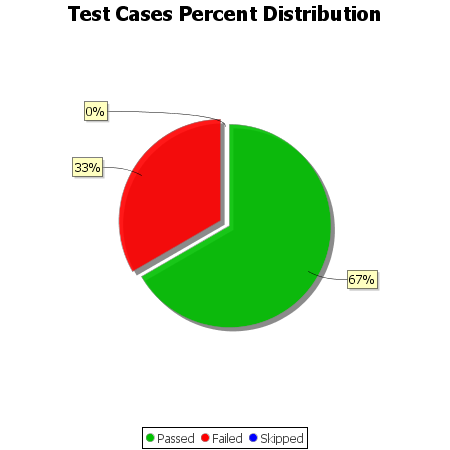 Test Cases Percent Distribution
0%
33%
67%
Passed Failed Skipped